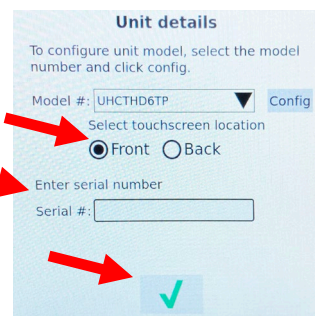 Unit details
To configure unit model, select the model
number and click config.
Model #: UHCTHD6TP Config
Select touchscreen location
Front Back
Enter serial number
Serial #: